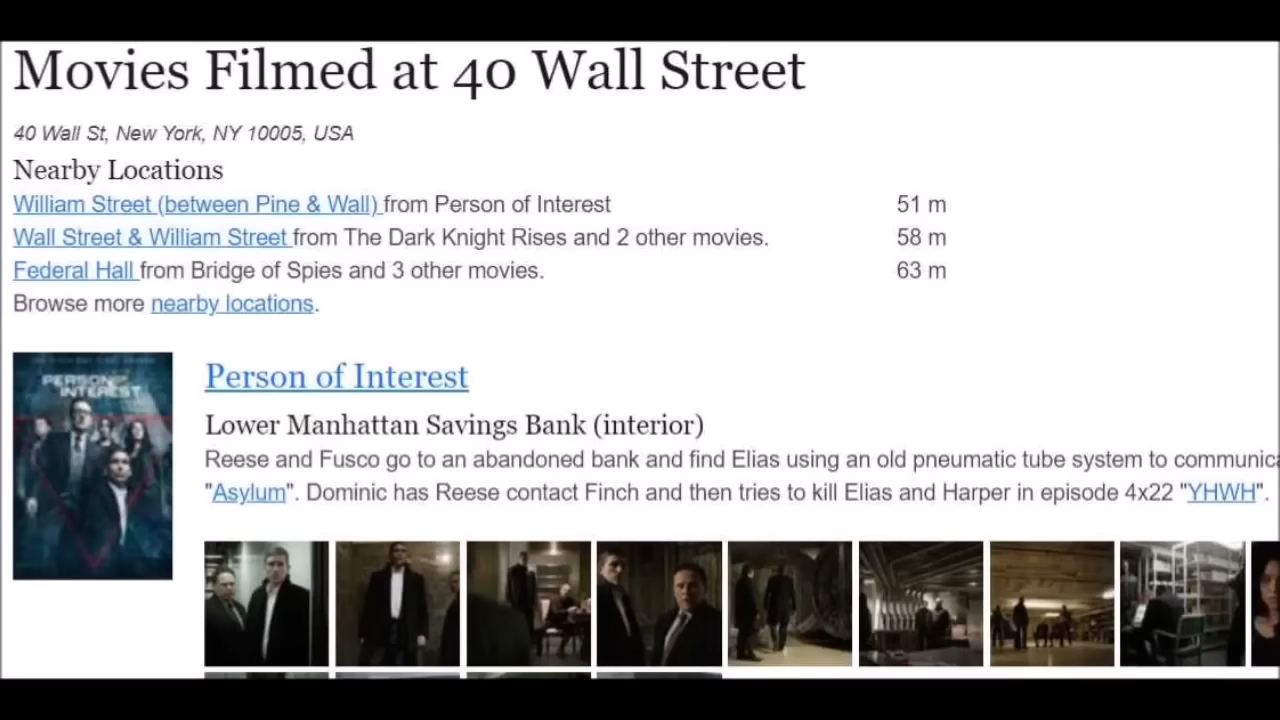 Movies Filmed at 40 Wall Street
40 Wall St, New York, NY 10005, USA
Nearby Locations
William Street (between Pine & Wall) from Person of Interest 51 m
Wall Street & William Street from The Dark Knight Rises and 2 other movies. 58 m
Federal Hall from Bridge of Spies and 3 other movies. 63 m
Browse more nearby locations.
PERSON OF INTEREST
Person of Interest
Lower Manhattan Savings Bank (interior)
Reese and Fusco go to an abandoned bank and find Elias using an old pneumatic tube system to communica
"Asylum". Dominic has Reese contact Finch and then tries to kill Elias and Harper in episode 4x22 "YHWH".